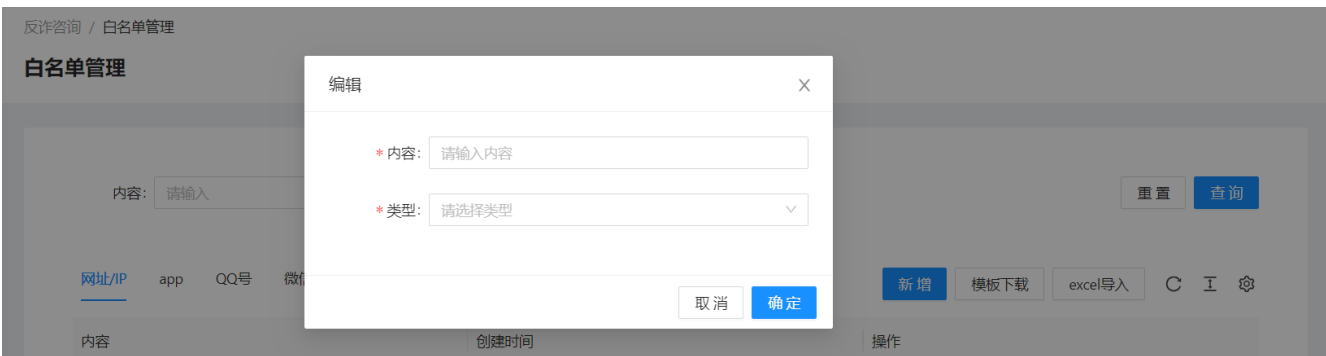 反诈咨询 / 白名单管理
白名单管理
编辑
* 内容: 请输入内容
* 类型: 请选择类型
取消 确定
内容: 请输入
重置 查询
网址/IP app QQ号 微信
新增 模板下载 excel导入
内容 创建时间 操作